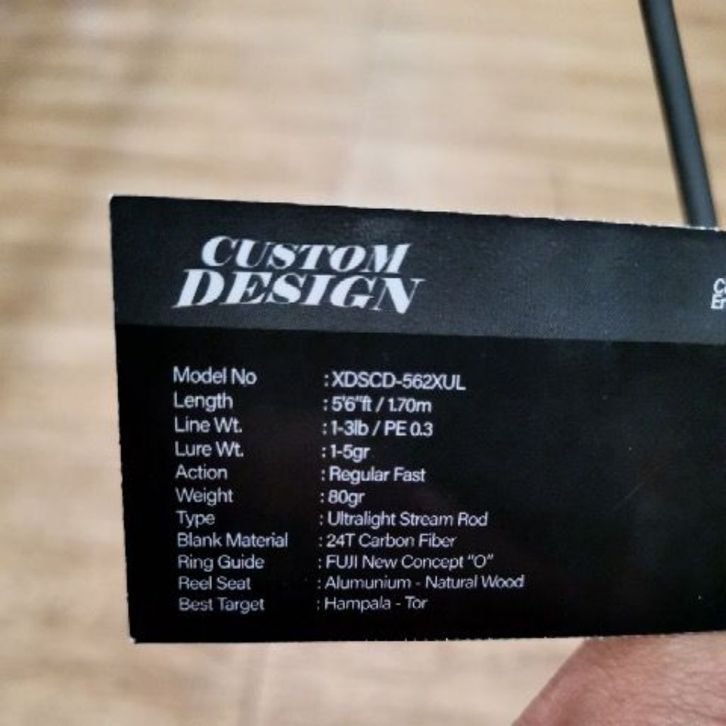 CUSTOM
DESIGN
Model No : XDSCD-562XUL
Length : 5'6"ft / 1.70m
Line Wt. : 1-3lb / PE 0.3
Lure Wt. : 1-5gr
Action : Regular Fast
Weight : 80gr
Type : Ultralight Stream Rod
Blank Material : 24T Carbon Fiber
Ring Guide : FUJI New Concept "O"
Reel Seat : Alumunium - Natural Wood
Best Target : Hampala - Tor